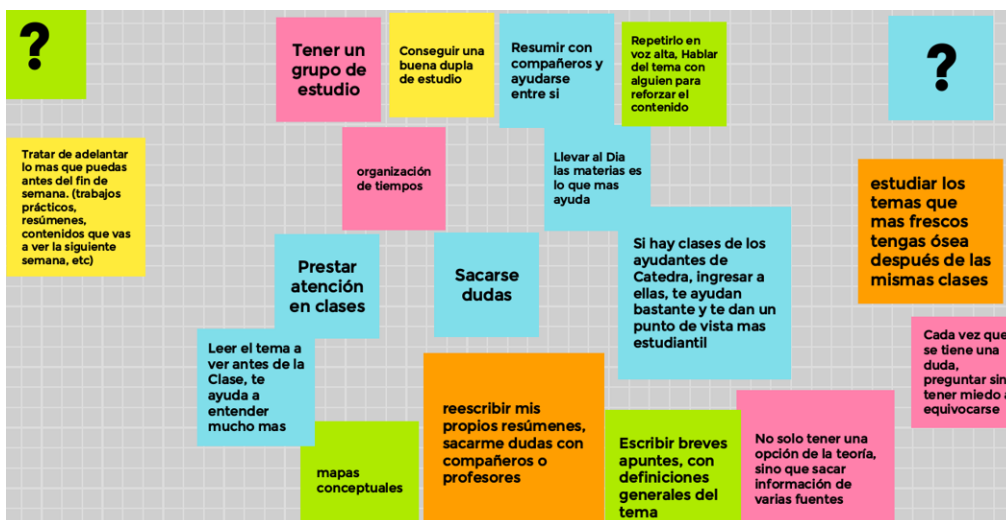 ?
Tener un
grupo de
estudio
Conseguir una
buena dupla
de estudio
Resumir con
compañeros y
ayudarse
entre si
Repetirlo en
voz alta, Hablar
del tema con
alguien para
reforzar el
contenido
?
Tratar de adelantar
lo mas que puedas
antes del fin de
semana. (trabajos
prácticos,
resúmenes,
contenidos que vas
a ver la siguiente
semana, etc)
organización
de tiempos
Llevar al Dia
las materias es
lo que mas
ayuda
estudiar los
temas que
mas frescos
tengas ósea
después de las
mismas clases
Prestar
atención
en clases
Sacarse
dudas
Si hay clases de los
ayudantes de
Catedra, ingresar a
ellas, te ayudan
bastante y te dan un
punto de vista mas
estudiantil
Leer el tema a
ver antes de la
Clase, te
ayuda a
entender
mucho mas
Cada vez que
se tiene una
duda,
preguntar sin
tener miedo a
equivocarse
mapas
conceptuales
reescribir mis
propios resúmenes,
sacarme dudas con
compañeros o
profesores
Escribir breves
apuntes, con
definiciones
generales del
tema
No solo tener una
opción de la teoría,
sino que sacar
información de
varias fuentes